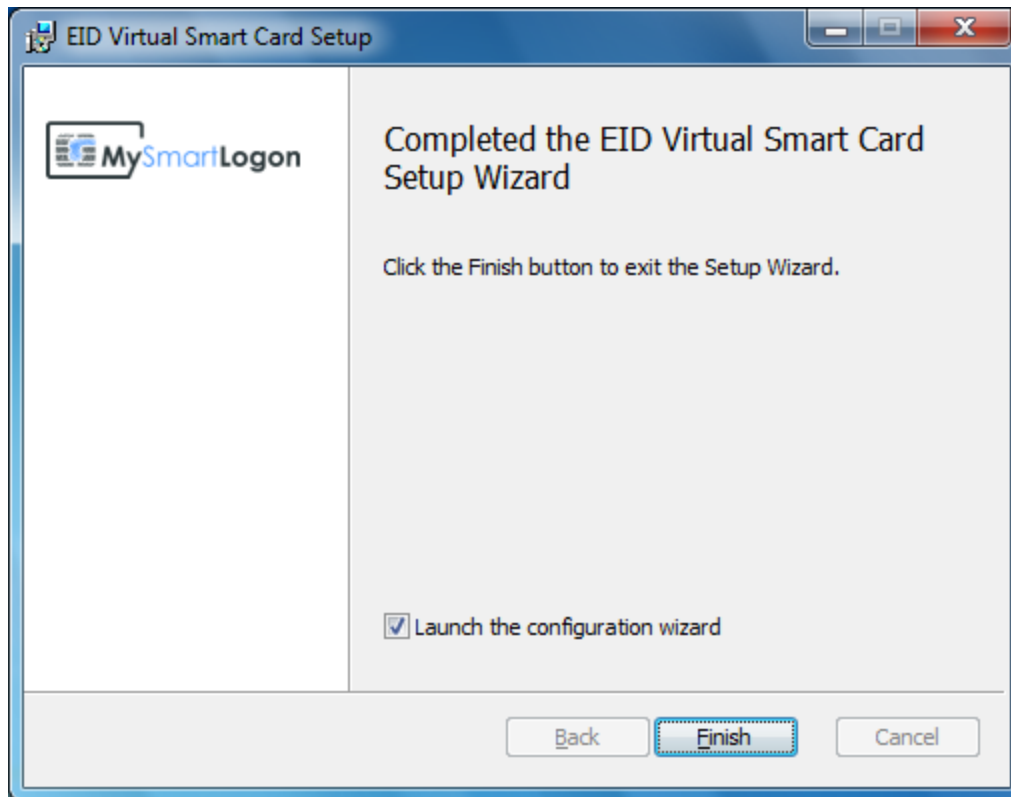 EID Virtual Smart Card Setup
MySmartLogon
Completed the EID Virtual Smart Card
Setup Wizard
Click the Finish button to exit the Setup Wizard.
Launch the configuration wizard
Back
Finish
Cancel